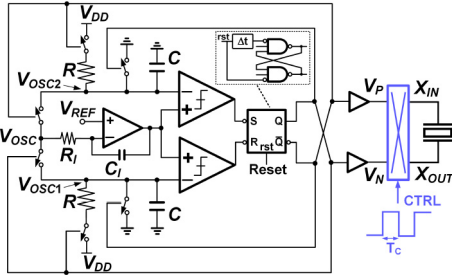 VDD
R
C
rst
Δt
VOSC2
VREF
VP
XIN
S
Q
VOSC
RI
CI
R
rst
Q̅
VN
XOUT
VOSC1
Reset
CTRL
R
C
TC
VDD